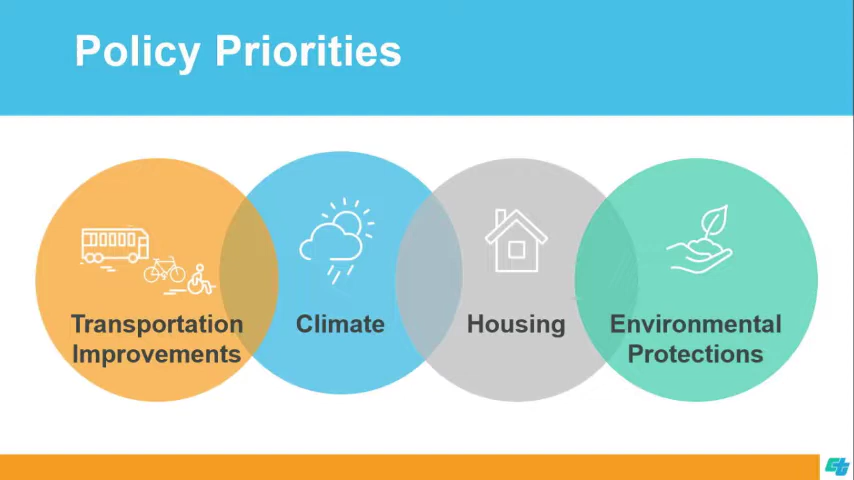 Policy Priorities
Transportation
Improvements
Climate
Housing
Environmental
Protections